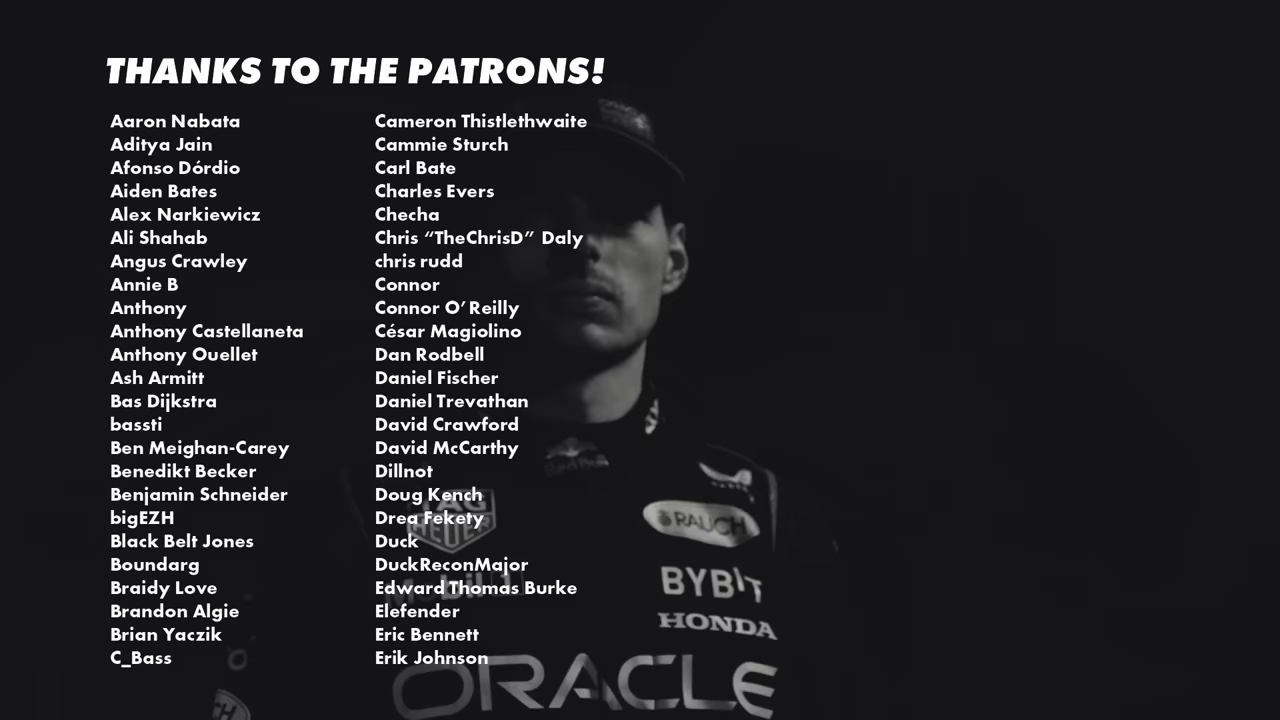 THANKS TO THE PATRONS!
Aaron Nabata
Aditya Jain
Afonso Dórdio
Aiden Bates
Alex Narkiewicz
Ali Shahab
Angus Crawley
Annie B
Anthony
Anthony Castellaneta
Anthony Ouellet
Ash Armitt
Bas Dijkstra
bassti
Ben Meighan-Carey
Benedikt Becker
Benjamin Schneider
bigEZH
Black Belt Jones
Boundarg
Braidy Love
Brandon Algie
Brian Yaczik
C_Bass
Cameron Thistlethwaite
Cammie Sturch
Carl Bate
Charles Evers
Checha
Chris “TheChrisD” Daly
chris rudd
Connor
Connor O’Reilly
César Magiolino
Dan Rodbell
Daniel Fischer
Daniel Trevathan
David Crawford
David McCarthy
Dillnot
Doug Kench
Drea Fekety
Duck
DuckReconMajor
Edward Thomas Burke
Elefender
Eric Bennett
Erik Johnson
Red Bull
TAG
HEUER
RAUCH
BYBIT
HONDA
ORACLE